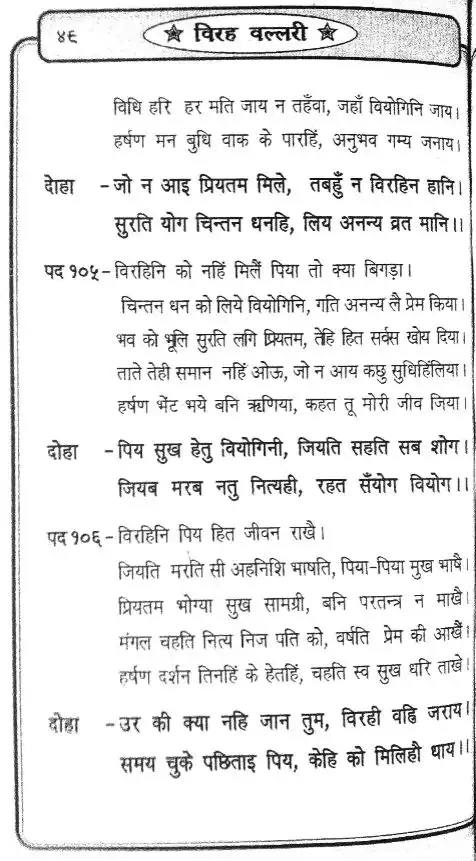 ४६
★ विरह वल्लरी ★
विधि हरि हर मति जाय न तहँवा, जहाँ वियोगिनि जाय।
हर्षण मन बुधि वाक के पारहिं, अनुभव गम्य जनाय।
दोहा - जो न आइ प्रियतम मिले, तबहुँ न विरहिन हानि।
सुरति योग चिन्तन धनहि, लिय अनन्य व्रत मानि।।
पद १०५ - विरहिनि को नहिं मिलैं पिया तो क्या बिगड़ा।
चिन्तन धन को लिये वियोगिनि, गति अनन्य लै प्रेम किया।
भव को भूलि सुरति लगि प्रियतम, तेहि हित सर्वस खोय दिया।
ताते तेही समान नहिं ओऊ, जो न आय कछु सुधिहिंलिया।
हर्षण भेंट भये बनि ऋणिया, कहत तू मोरी जीव जिया।
दोहा - पिय सुख हेतु वियोगिनी, जियति सहति सब शोग।
जियब मरब नतु नित्यही, रहत सँयोग वियोग।।
पद १०६ - विरहिनि पिय हित जीवन राखै।
जियति मरति सी अहनिशि भाषति, पिया-पिया मुख भाषै।
प्रियतम भोग्या सुख सामग्री, बनि परतन्त्र न माखै।
मंगल चहति नित्य निज पति को, वर्षति प्रेम की आखैं।
हर्षण दर्शन तिनहिं के हेतहिं, चहति स्व सुख धरि ताखे।
दोहा - उर की क्या नहि जान तुम, विरही वह्नि जराय।
समय चुके पछिताइ पिय, केहि को मिलिहौ धाय।।